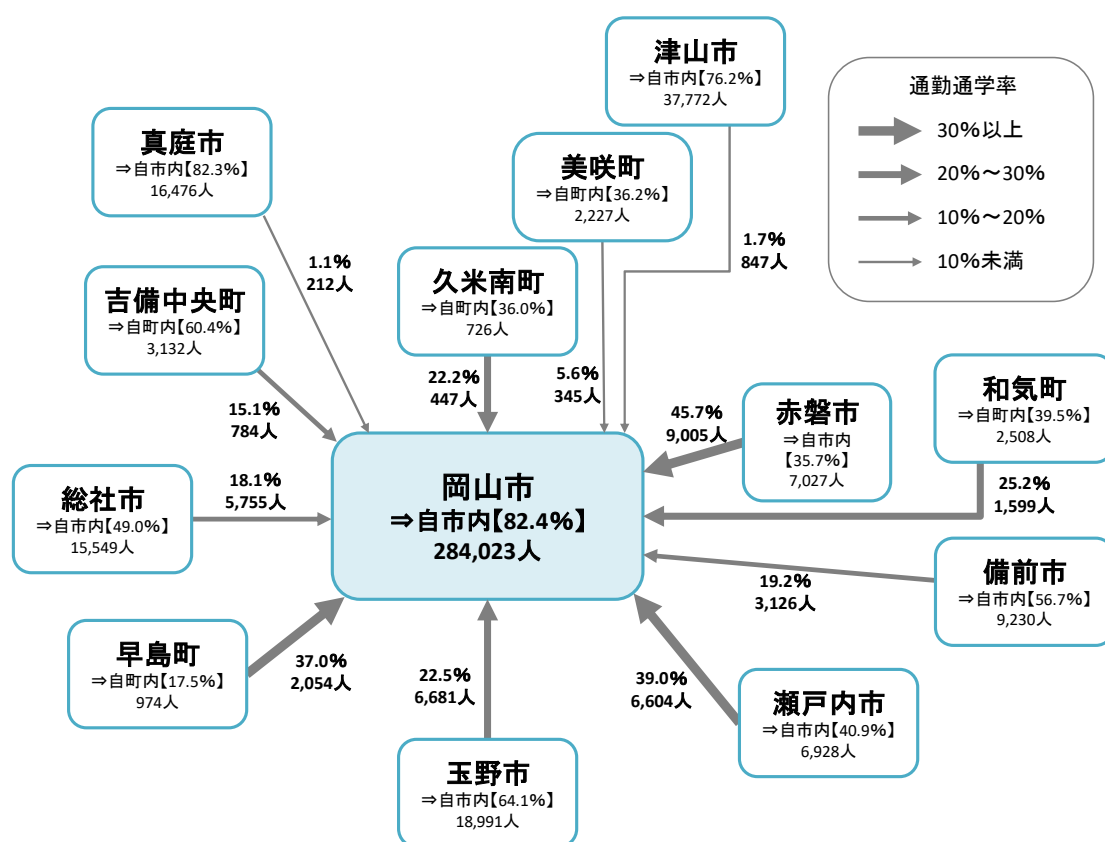 津山市
⇒自市内【76.2%】
37,772人
通勤通学率
30%以上
20%～30%
10%～20%
10%未満
真庭市
⇒自市内【82.3%】
16,476人
美咲町
⇒自町内【36.2%】
2,227人
1.7%
847人
1.1%
212人
久米南町
⇒自町内【36.0%】
726人
吉備中央町
⇒自町内【60.4%】
3,132人
22.2%
447人
5.6%
345人
15.1%
784人
45.7%
9,005人
赤磐市
⇒自市内
【35.7%】
7,027人
和気町
⇒自町内【39.5%】
2,508人
25.2%
1,599人
総社市
⇒自市内【49.0%】
15,549人
18.1%
5,755人
岡山市
⇒自市内【82.4%】
284,023人
備前市
⇒自市内【56.7%】
9,230人
19.2%
3,126人
早島町
⇒自町内【17.5%】
974人
37.0%
2,054人
22.5%
6,681人
39.0%
6,604人
瀬戸内市
⇒自市内【40.9%】
6,928人
玉野市
⇒自市内【64.1%】
18,991人